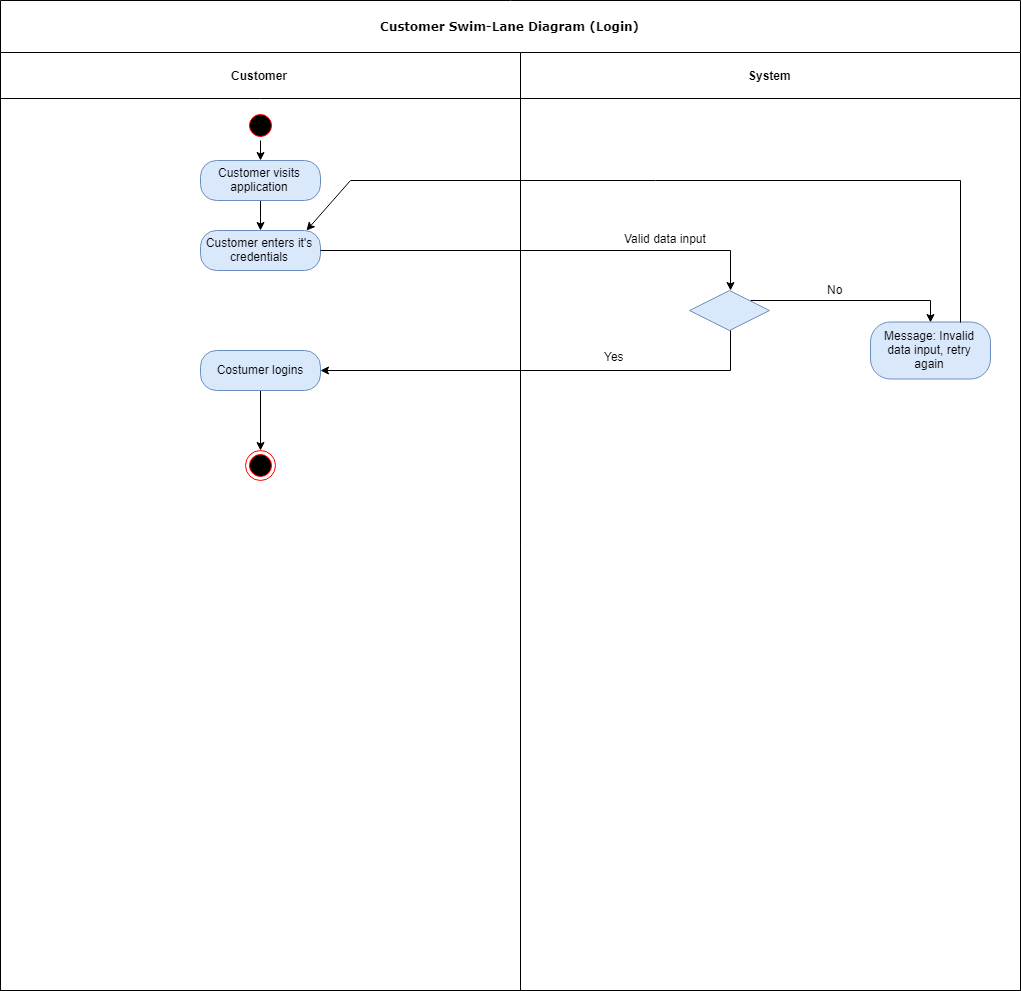 Customer Swim-Lane Diagram (Login)
Customer
System
Customer visits
application
Customer enters it's
credentials
Valid data input
No
Message: Invalid
data input, retry
again
Yes
Costumer logins